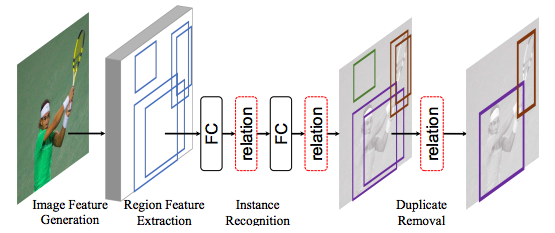 FC
relation
FC
relation
relation
Image Feature
Generation
Region Feature
Extraction
Instance
Recognition
Duplicate
Removal